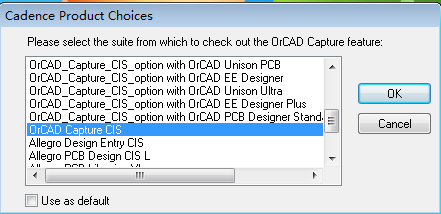 Cadence Product Choices
Please select the suite from which to check out the OrCAD Capture feature:
OrCAD_Capture_CIS_option with OrCAD Unison PCB
OrCAD_Capture_CIS_option with OrCAD EE Designer
OrCAD_Capture_CIS_option with OrCAD Unison Ultra
OrCAD_Capture_CIS_option with OrCAD EE Designer Plus
OrCAD_Capture_CIS_option with OrCAD PCB Designer Standa
OrCAD Capture CIS
Allegro Design Entry CIS
Allegro PCB Design CIS L
OK
Cancel
Use as default